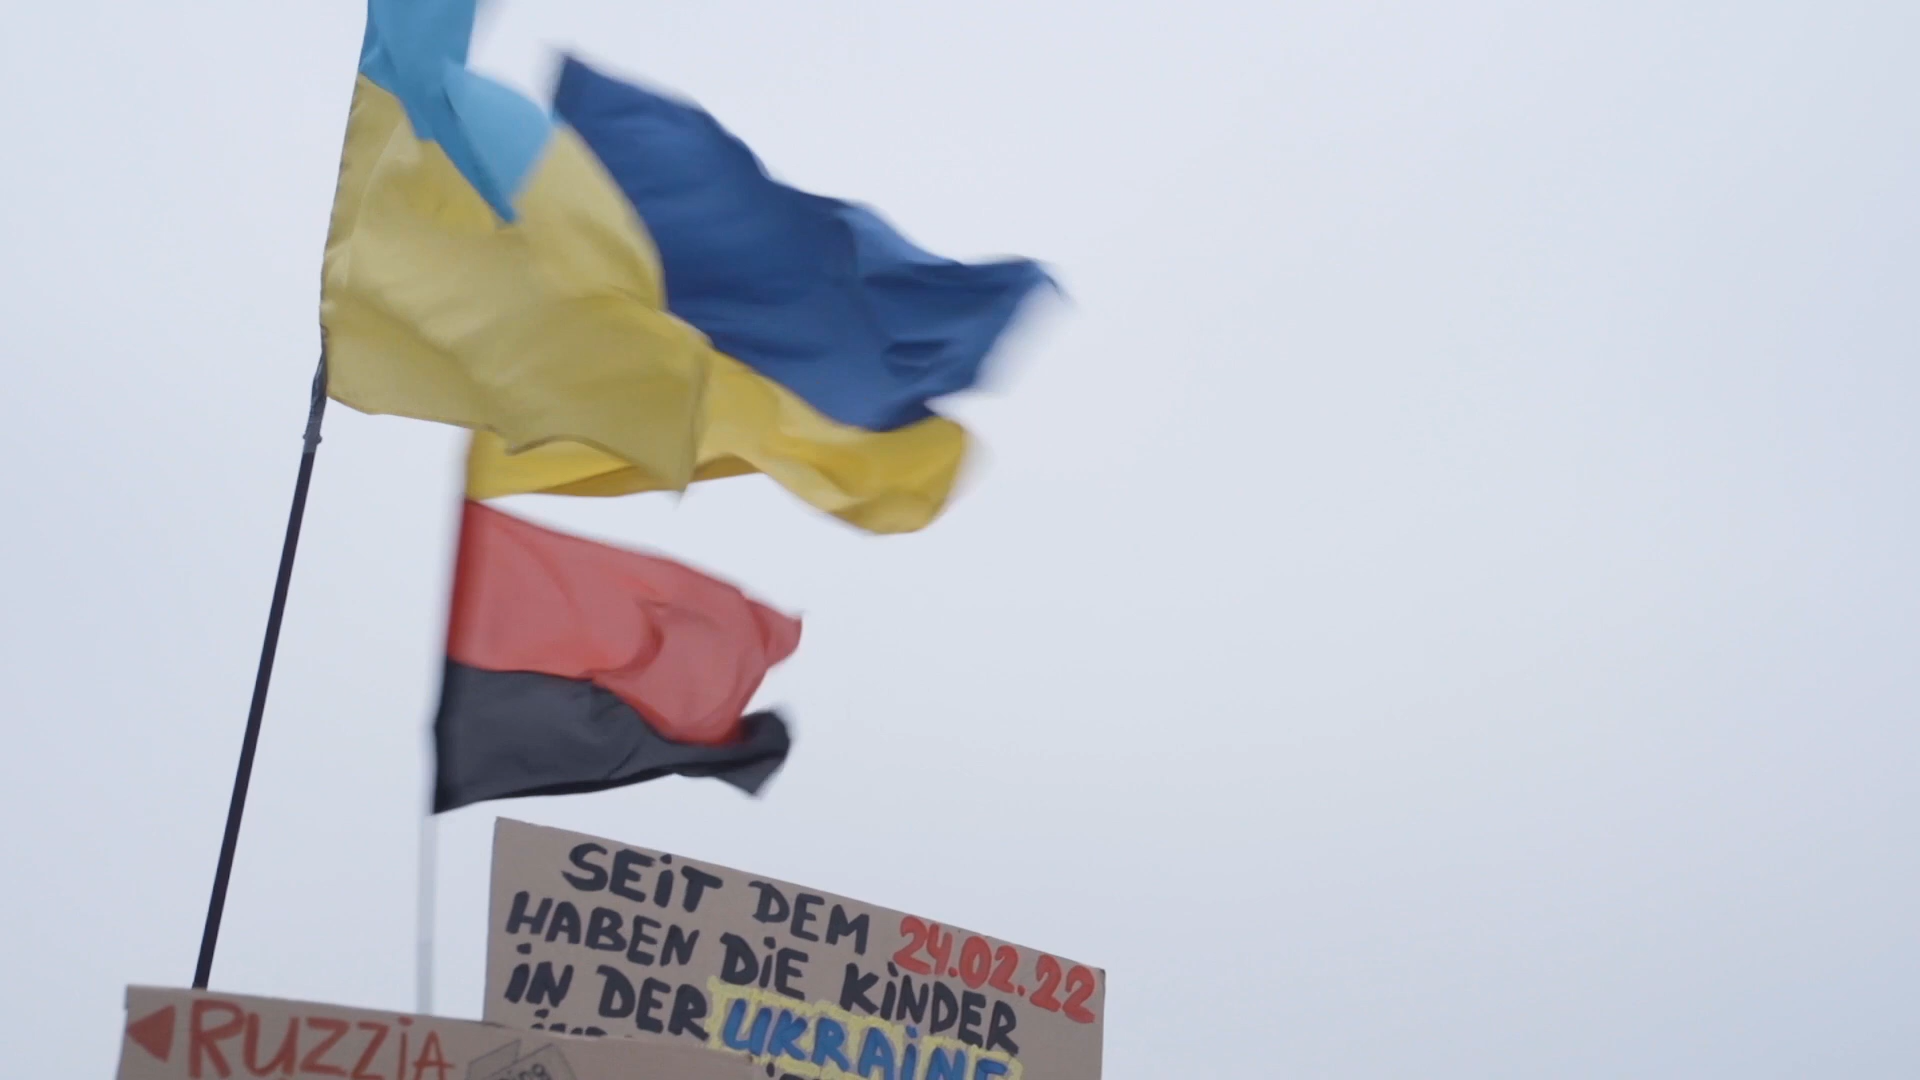 SEiT DEM 24.02.22
HABEN DiE KiNDER
iN DER UKRAiNE
RUZZiA